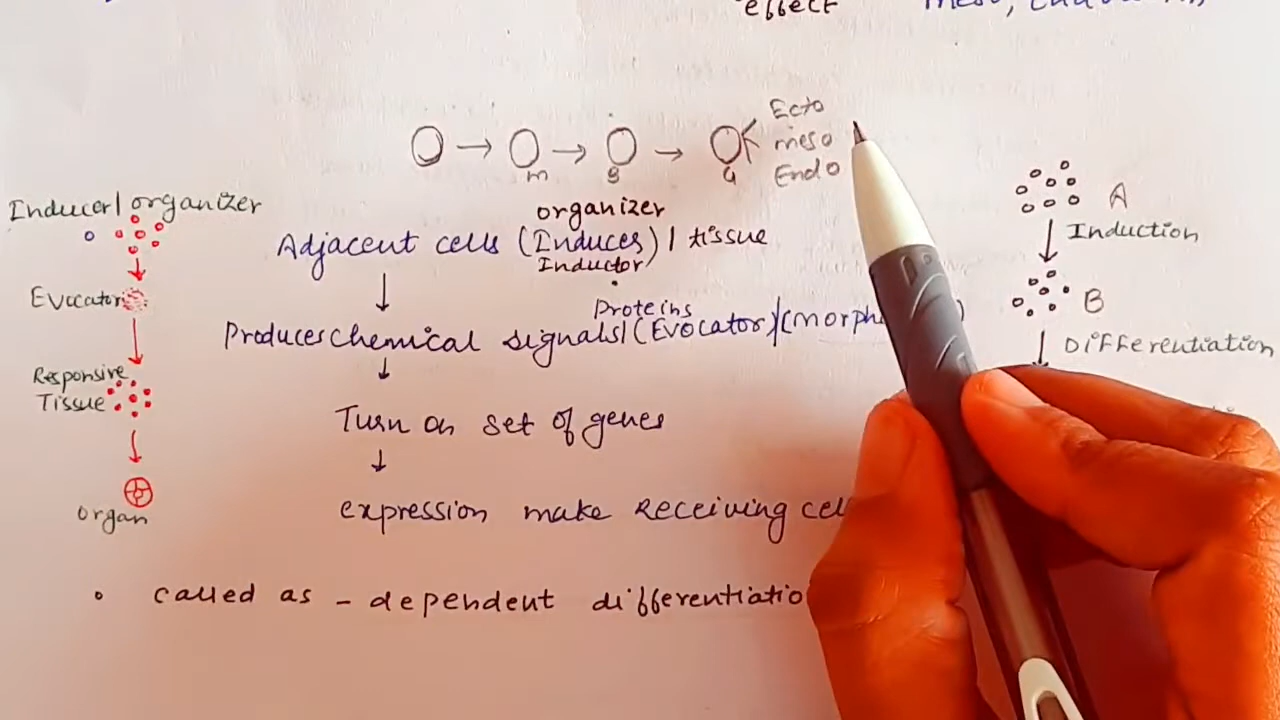 effect
Ecto
meso
Endo
m
B
G
Inducer/organizer
organizer
Adjacent cells (Induces) / tissue
Inductor
A
Induction
Evocator
Proteins
Produces chemical signals/(Evocator)/(morph
B
Differentiation
Responsive
Tissue
Turn on set of genes
organ
expression make Receiving cel
• called as - dependent differentiatio